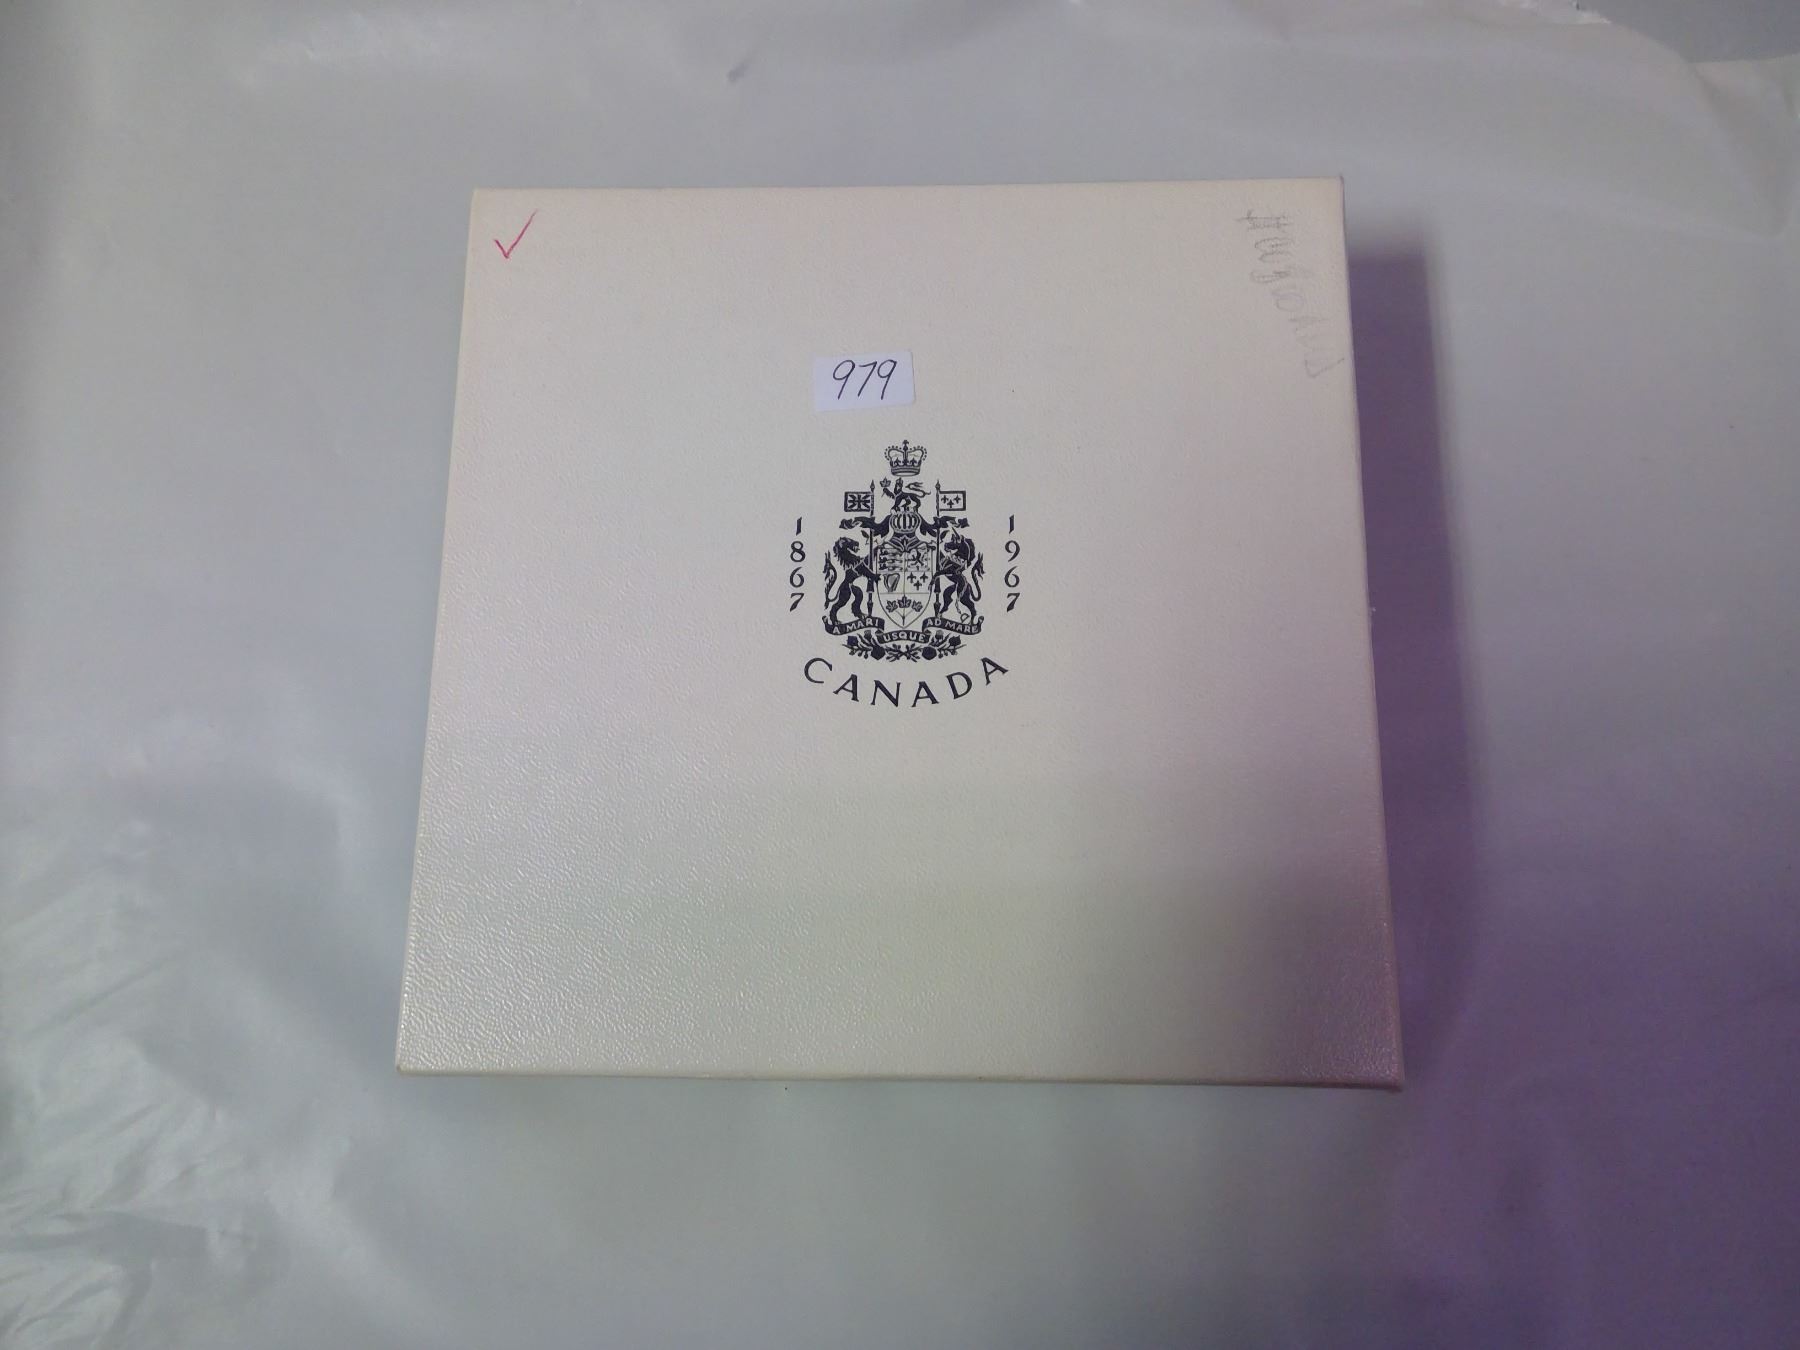 979
1867
1967
A MARI USQUE AD MARE
CANADA